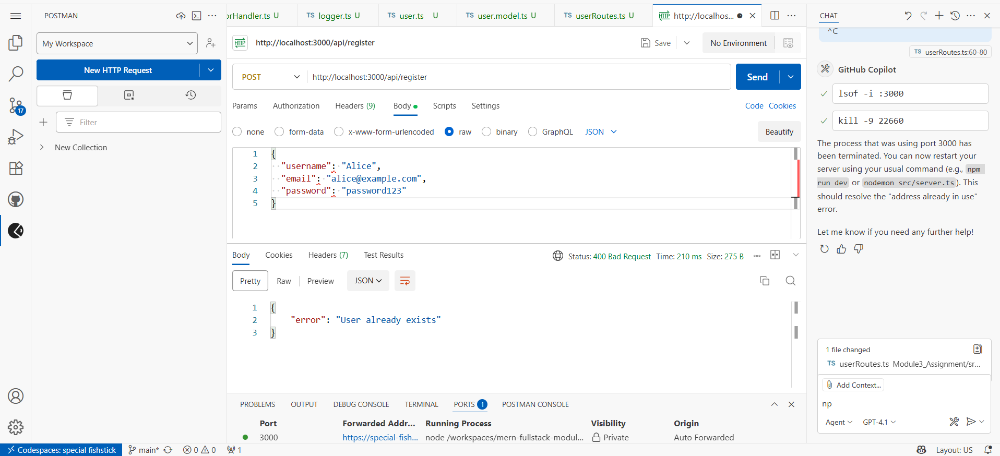 POSTMAN
My Workspace
New HTTP Request
Filter
New Collection
17
orHandler.ts U
TS logger.ts U
TS user.ts U
TS user.model.ts U
TS userRoutes.ts U
HTTP http://localhos...
HTTP http://localhost:3000/api/register
Save
No Environment
POST http://localhost:3000/api/register
Send
Params Authorization Headers (9) Body Scripts Settings
Code Cookies
none form-data x-www-form-urlencoded raw binary GraphQL JSON
Beautify
1 {
2 "username": "Alice",
3 "email": "alice@example.com",
4 "password": "password123"
5 }
Body Cookies Headers (7) Test Results
Status: 400 Bad Request Time: 210 ms Size: 275 B
Pretty Raw Preview JSON
1 {
2 "error": "User already exists"
3 }
PROBLEMS OUTPUT DEBUG CONSOLE TERMINAL PORTS 1 POSTMAN CONSOLE
Port Forwarded Addr... Running Process Visibility Origin
3000 https://special-fish... node /workspaces/mern-fullstack-modul... Private Auto Forwarded
CHAT
^C
TS userRoutes.ts:60-80
GitHub Copilot
lsof -i :3000
kill -9 22660
The process that was using port 3000 has
been terminated. You can now restart your
server using your usual command (e.g., npm
run dev or nodemon src/server.ts). This
should resolve the "address already in use"
error.
Let me know if you need any further help!
1 file changed
TS userRoutes.ts Module3_Assignment/sr...
Add Context...
np
Agent GPT-4.1
Codespaces: special fishstick main* 0 0 1
Layout: US